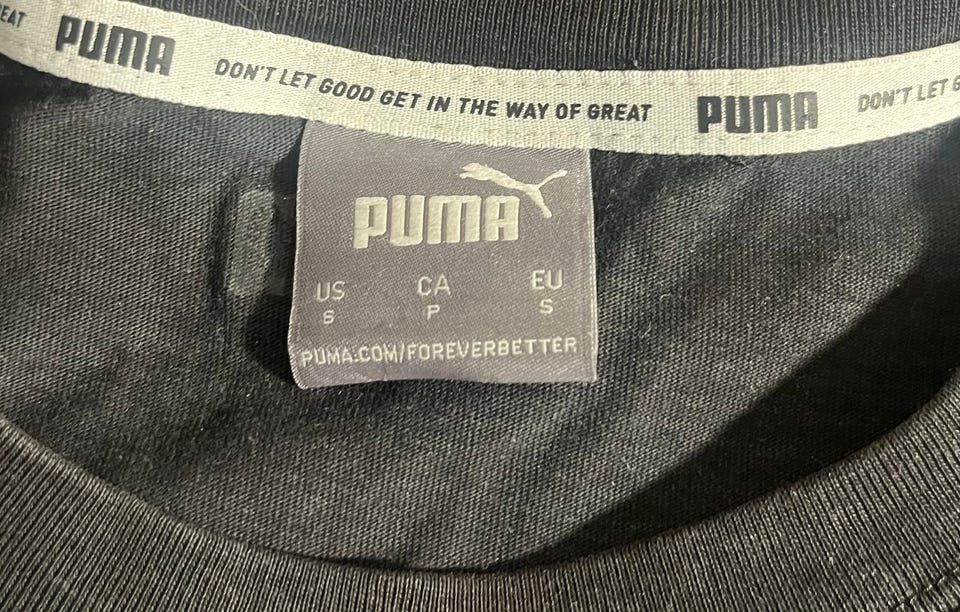 EAT PUMA DON'T LET GOOD GET IN THE WAY OF GREAT PUMA DON'T LET G
PUMA
US CA EU
S P S
PUMA.COM/FOREVERBETTER